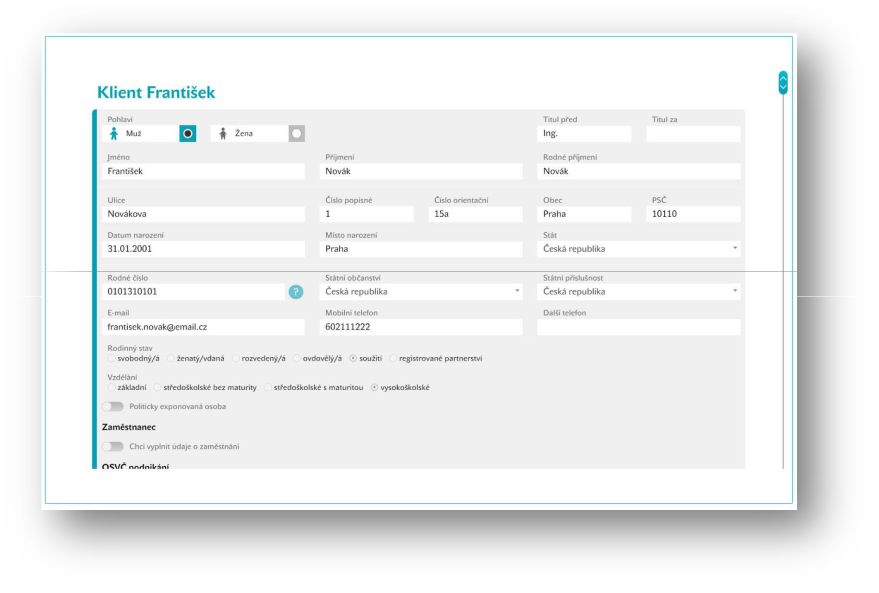 Klient František
Pohlaví Titul před Titul za
Muž Žena Ing.
Jméno Příjmení Rodné příjmení
František Novák Novák
Ulice Číslo popisné Číslo orientační Obec PSČ
Novákova 1 15a Praha 10110
Datum narození Místo narození Stát
31.01.2001 Praha Česká republika
Rodné číslo Státní občanství Státní příslušnost
0101310101 ? Česká republika Česká republika
E-mail Mobilní telefon Další telefon
frantisek.novak@email.cz 602111222
Rodinný stav
svobodný/á ženatý/vdaná rozvedený/á ovdovělý/á soužití registrované partnerství
Vzdělání
základní středoškolské bez maturity středoškolské s maturitou vysokoškolské
Politicky exponovaná osoba
Zaměstnanec
Chci vyplnit údaje o zaměstnání
OSVČ podnikání